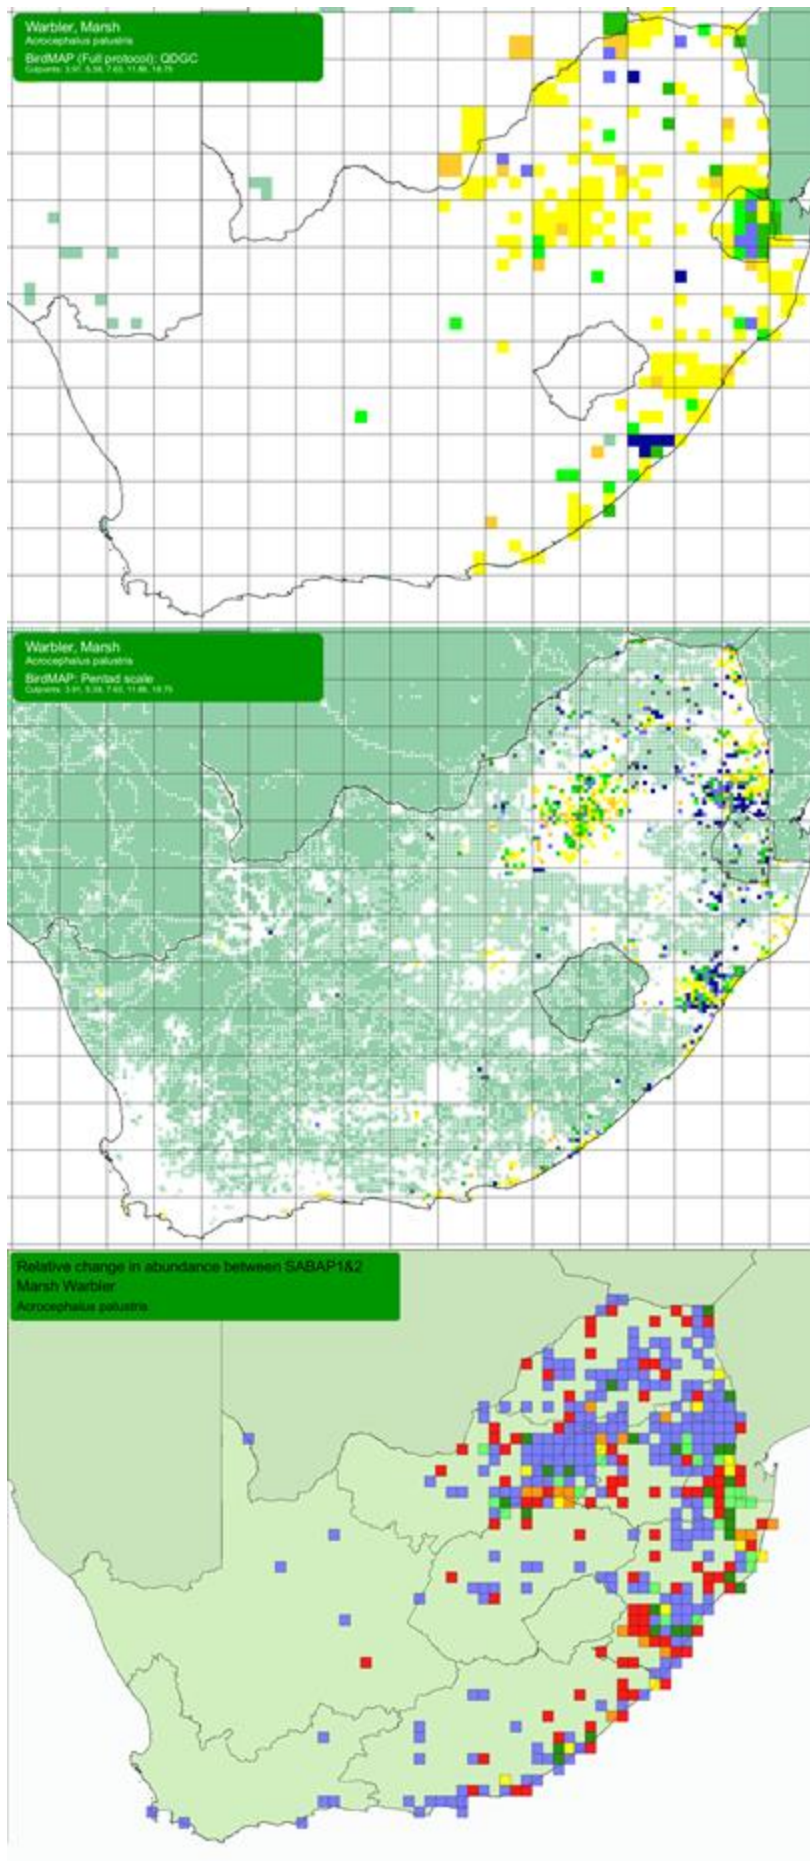 Warbler, Marsh
Acrocephalus palustris
BirdMAP (Full protocol): QDGC
Cutpoints: 3.91, 5.39, 7.63, 11.86, 18.75
Warbler, Marsh
Acrocephalus palustris
BirdMAP: Pentad scale
Cutpoints: 3.91, 5.39, 7.63, 11.86, 18.75
Relative change in abundance between SABAP1&2
Marsh Warbler
Acrocephalus palustris